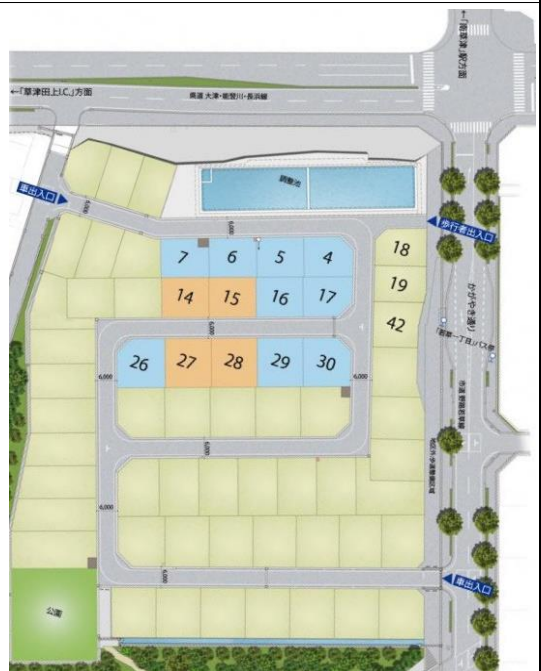 ←「南草津」駅方面
←「草津田上I.C.」方面
県道 大津・能登川・長浜線
車出入口
調整池
歩行者出入口
6,000
6,000
7 6 5 4
18
14 15 16 17
19
42
かがやき通り
「若草一丁目」バス停
6,000
26 27 28 29 30
6,000
6,000
6,000
6,000
車出入口
6,000
公園